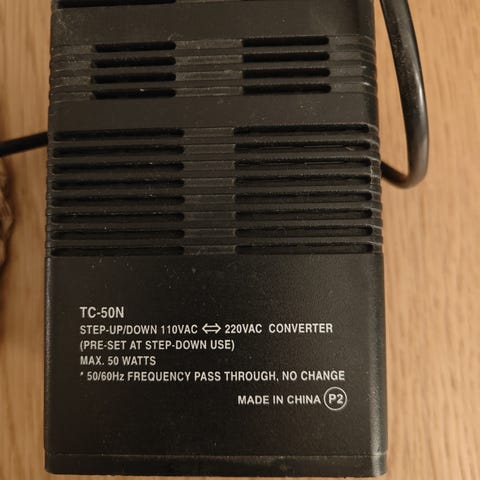 TC-50N
STEP-UP/DOWN 110VAC ⇔ 220VAC CONVERTER
(PRE-SET AT STEP-DOWN USE)
MAX. 50 WATTS
* 50/60Hz FREQUENCY PASS THROUGH, NO CHANGE
MADE IN CHINA P2